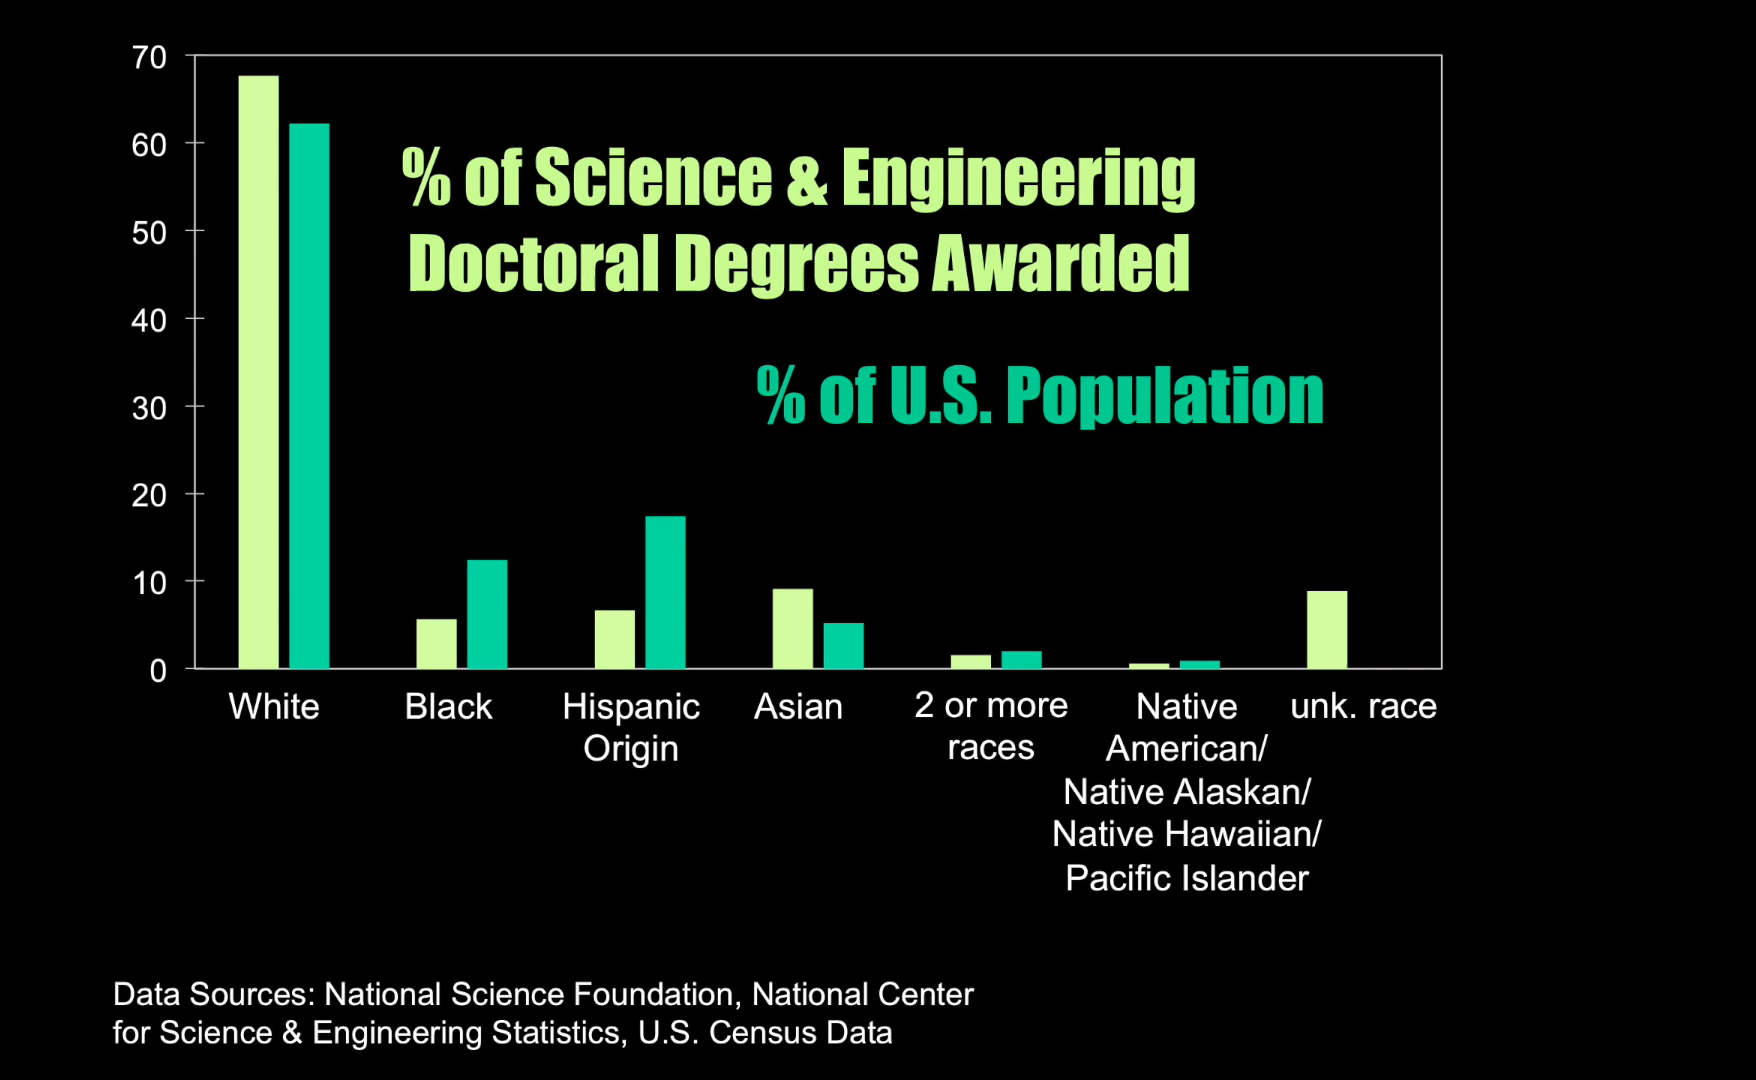 70
60
50
40
30
20
10
0
% of Science & Engineering
Doctoral Degrees Awarded
% of U.S. Population
White
Black
Hispanic
Origin
Asian
2 or more
races
Native
American/
Native Alaskan/
Native Hawaiian/
Pacific Islander
unk. race
Data Sources: National Science Foundation, National Center
for Science & Engineering Statistics, U.S. Census Data